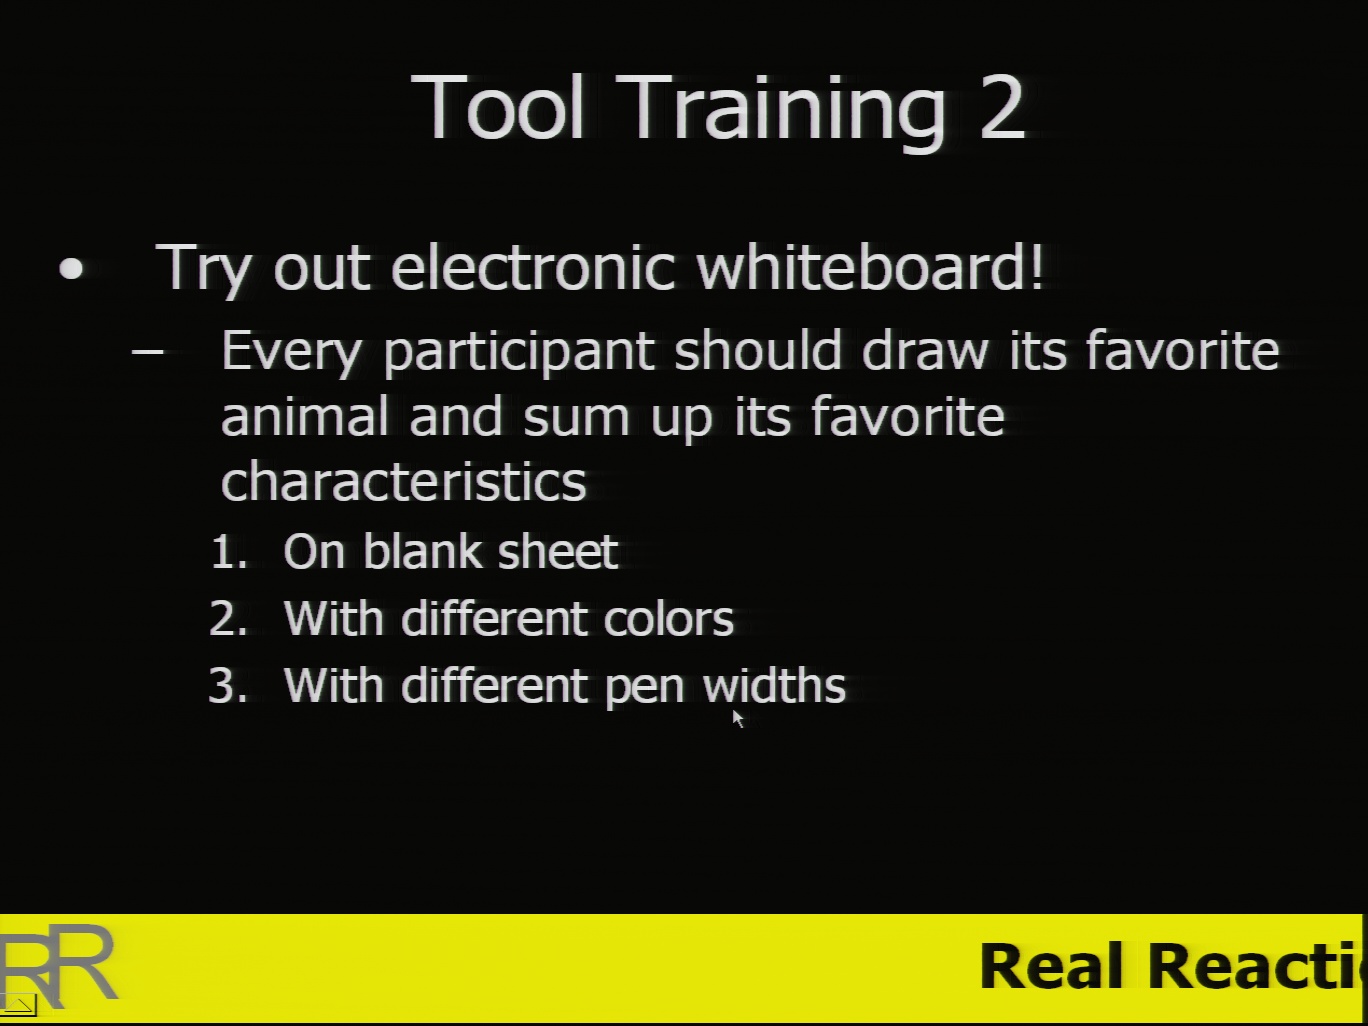 Tool Training 2
• Try out electronic whiteboard!
– Every participant should draw its favorite
animal and sum up its favorite
characteristics
1. On blank sheet
2. With different colors
3. With different pen widths
RR
Real Reacti